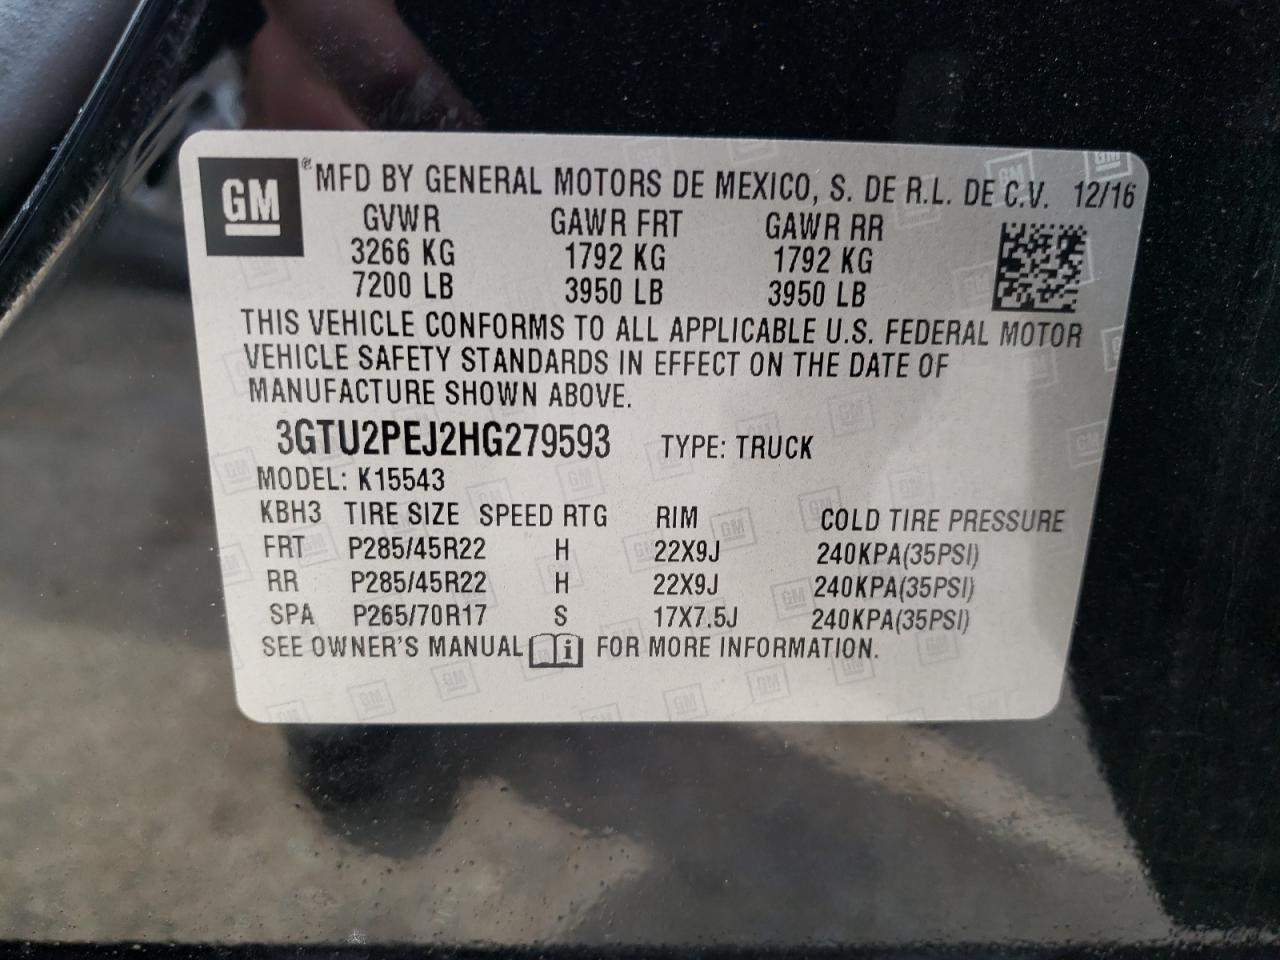 GM ® MFD BY GENERAL MOTORS DE MEXICO, S. DE R.L. DE C.V. 12/16
GVWR GAWR FRT GAWR RR
3266 KG 1792 KG 1792 KG
7200 LB 3950 LB 3950 LB
THIS VEHICLE CONFORMS TO ALL APPLICABLE U.S. FEDERAL MOTOR
VEHICLE SAFETY STANDARDS IN EFFECT ON THE DATE OF
MANUFACTURE SHOWN ABOVE.
3GTU2PEJ2HG279593 TYPE: TRUCK
MODEL: K15543
KBH3 TIRE SIZE SPEED RTG RIM COLD TIRE PRESSURE
FRT P285/45R22 H 22X9J 240KPA(35PSI)
RR P285/45R22 H 22X9J 240KPA(35PSI)
SPA P265/70R17 S 17X7.5J 240KPA(35PSI)
SEE OWNER'S MANUAL i FOR MORE INFORMATION.